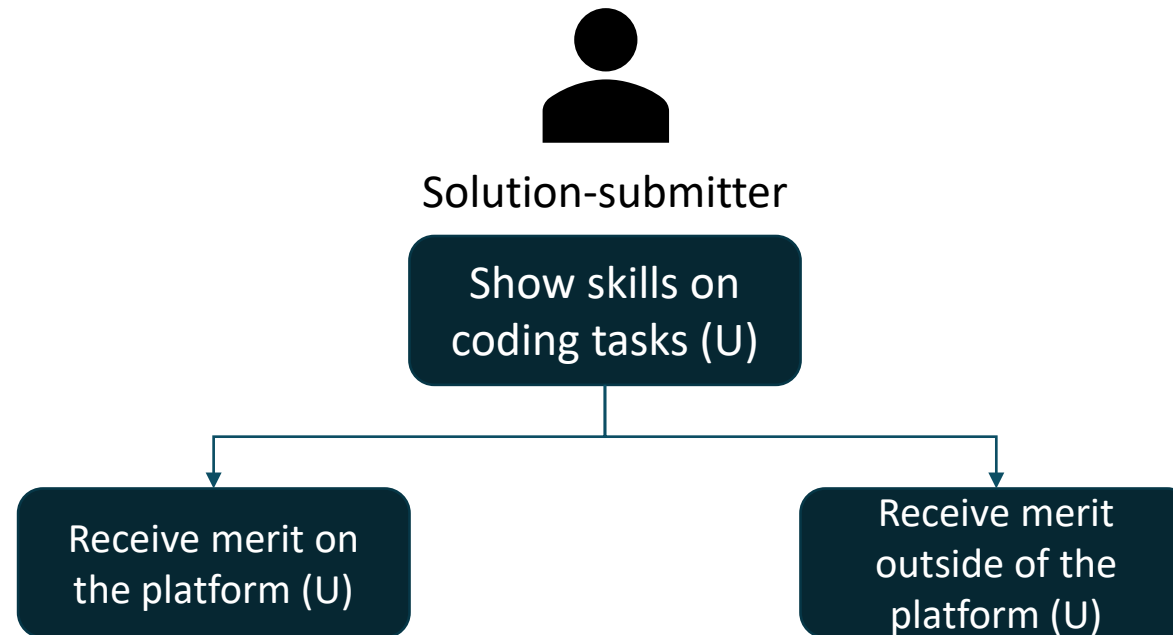 Solution-submitter
Show skills on
coding tasks (U)
Receive merit on
the platform (U)
Receive merit
outside of the
platform (U)